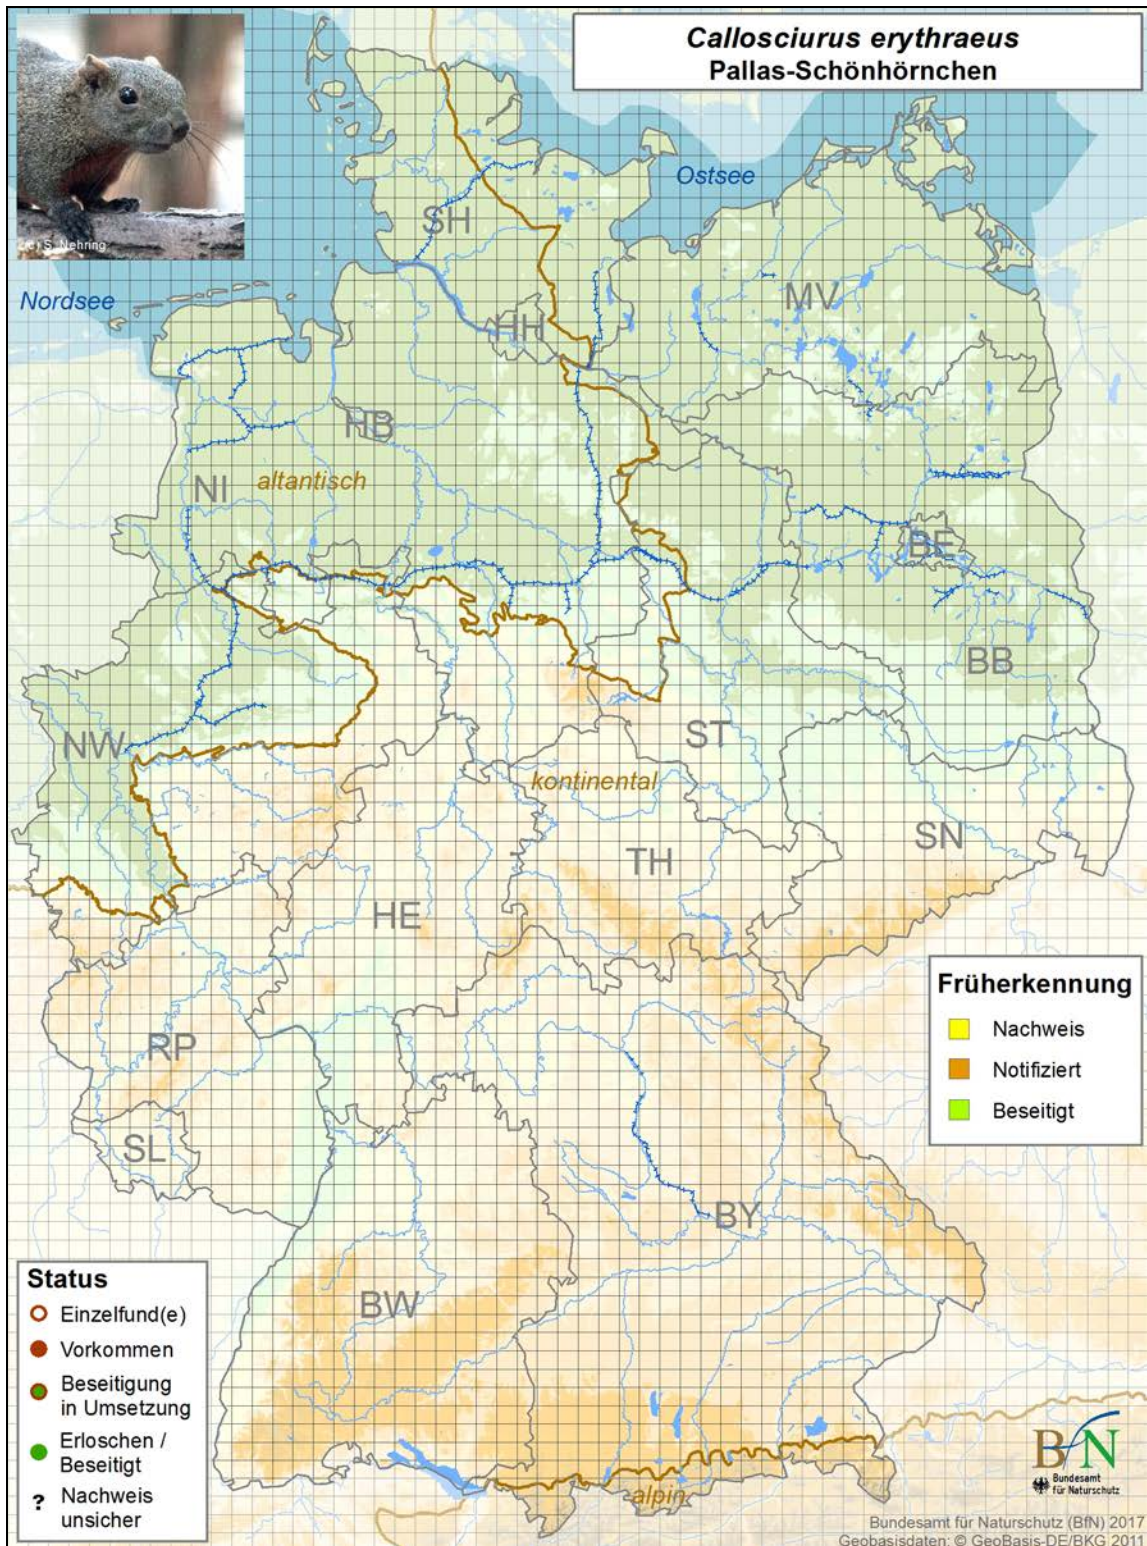 Callosciurus erythraeus
Pallas-Schönhörnchen
(c) S. Nehring
Nordsee
Ostsee
SH
HH
MV
HB
NI
altantisch
BE
BB
NW
ST
kontinental
SN
TH
HE
RP
SL
BY
BW
alpin
Früherkennung
Nachweis
Notifiziert
Beseitigt
Status
Einzelfund(e)
Vorkommen
Beseitigung
in Umsetzung
Erloschen /
Beseitigt
? Nachweis
unsicher
BfN
Bundesamt
für Naturschutz
Bundesamt für Naturschutz (BfN) 2017
Geobasisdaten: © GeoBasis-DE/BKG 2011